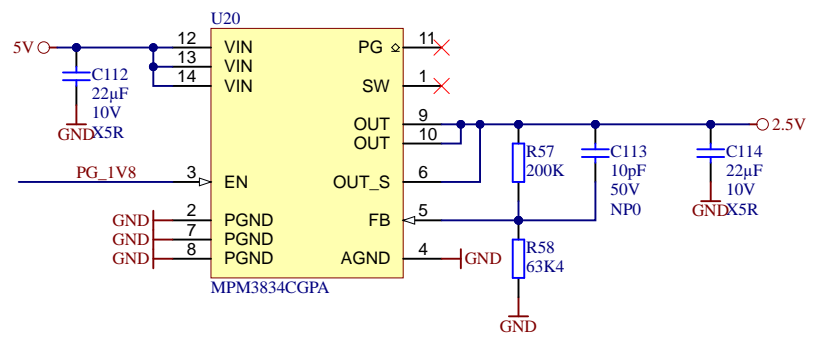 U20
5V
12 VIN
13 VIN
14 VIN
C112
22µF
10V
X5R
GND
PG_1V8
3 EN
GND 2 PGND
GND 7 PGND
GND 8 PGND
PG 11
SW 1
OUT 9
OUT 10
OUT_S 6
FB 5
AGND 4 GND
MPM3834CGPA
R57
200K
C113
10pF
50V
NP0
C114
22µF
10V
X5R
GND
2.5V
R58
63K4
GND